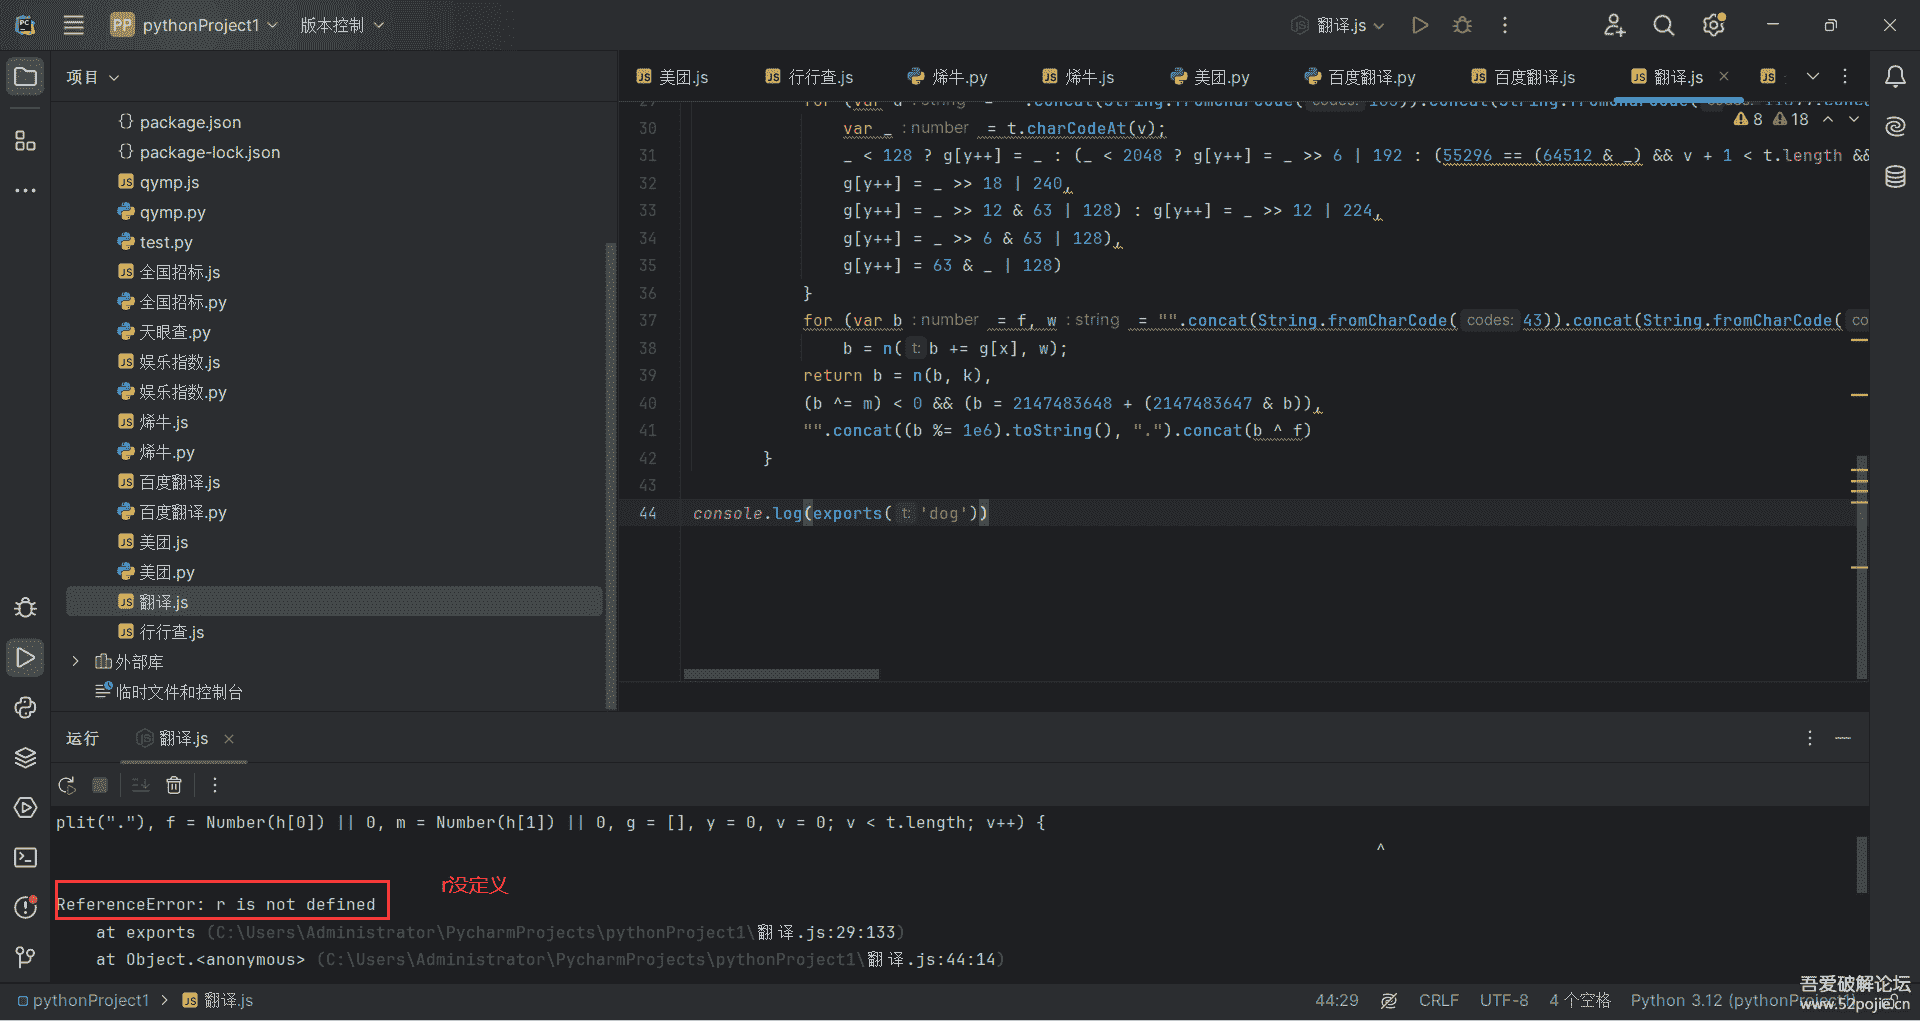 PP pythonProject1 版本控制 翻译.js
项目 美团.js 行行查.js 烯牛.py 烯牛.js 美团.py 百度翻译.py 百度翻译.js 翻译.js
8 18
package.json
package-lock.json
qymp.js
qymp.py
test.py
全国招标.js
全国招标.py
天眼查.py
娱乐指数.js
娱乐指数.py
烯牛.js
烯牛.py
百度翻译.js
百度翻译.py
美团.js
美团.py
翻译.js
行行查.js
外部库
临时文件和控制台
30 var _ : number = t.charCodeAt(v);
31 _ < 128 ? g[y++] = _ : (_ < 2048 ? g[y++] = _ >> 6 | 192 : (55296 == (64512 & _) && v + 1 < t.length &&
32 g[y++] = _ >> 18 | 240,
33 g[y++] = _ >> 12 & 63 | 128) : g[y++] = _ >> 12 | 224,
34 g[y++] = _ >> 6 & 63 | 128),
35 g[y++] = 63 & _ | 128)
36 }
37 for (var b : number = f, w : string = "".concat(String.fromCharCode( codes: 43)).concat(String.fromCharCode( co
38 b = n( t: b += g[x], w);
39 return b = n(b, k),
40 (b ^= m) < 0 && (b = 2147483648 + (2147483647 & b)),
41 "".concat((b %= 1e6).toString(), ".").concat(b ^ f)
42 }
43
44 console.log(exports( t: 'dog'))
运行 翻译.js
plit("."), f = Number(h[0]) || 0, m = Number(h[1]) || 0, g = [], y = 0, v = 0; v < t.length; v++) {
^
r没定义
ReferenceError: r is not defined
at exports (C:\Users\Administrator\PycharmProjects\pythonProject1\翻译.js:29:133)
at Object.<anonymous> (C:\Users\Administrator\PycharmProjects\pythonProject1\翻译.js:44:14)
pythonProject1 > 翻译.js 44:29 CRLF UTF-8 4 个空格 Python 3.12 (pythonProject1)
吾爱破解论坛
www.52pojie.cn